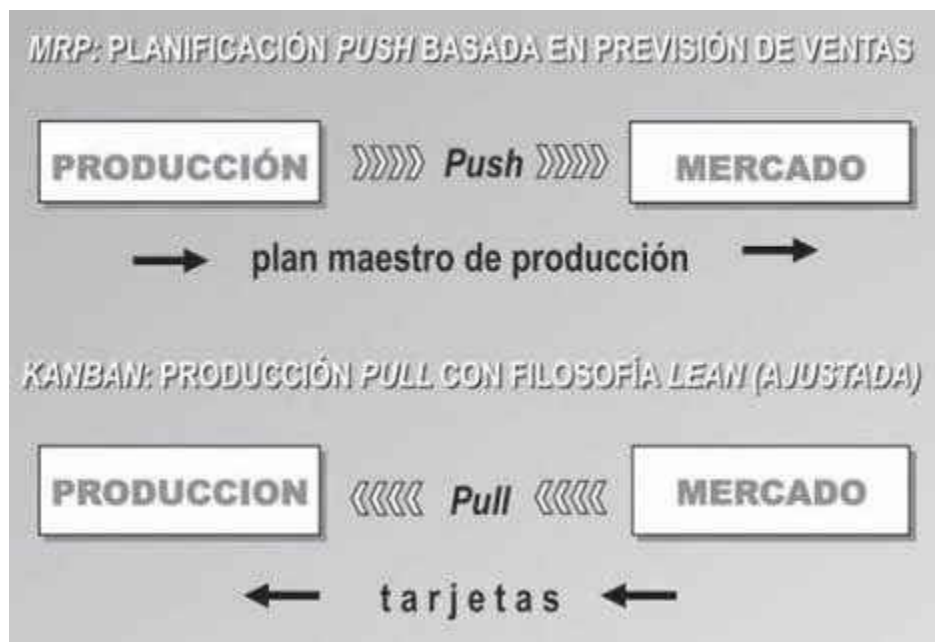 MRP: PLANIFICACIÓN PUSH BASADA EN PREVISIÓN DE VENTAS
PRODUCCIÓN Push MERCADO
plan maestro de producción
KANBAN: PRODUCCIÓN PULL CON FILOSOFÍA LEAN (AJUSTADA)
PRODUCCION Pull MERCADO
tarjetas